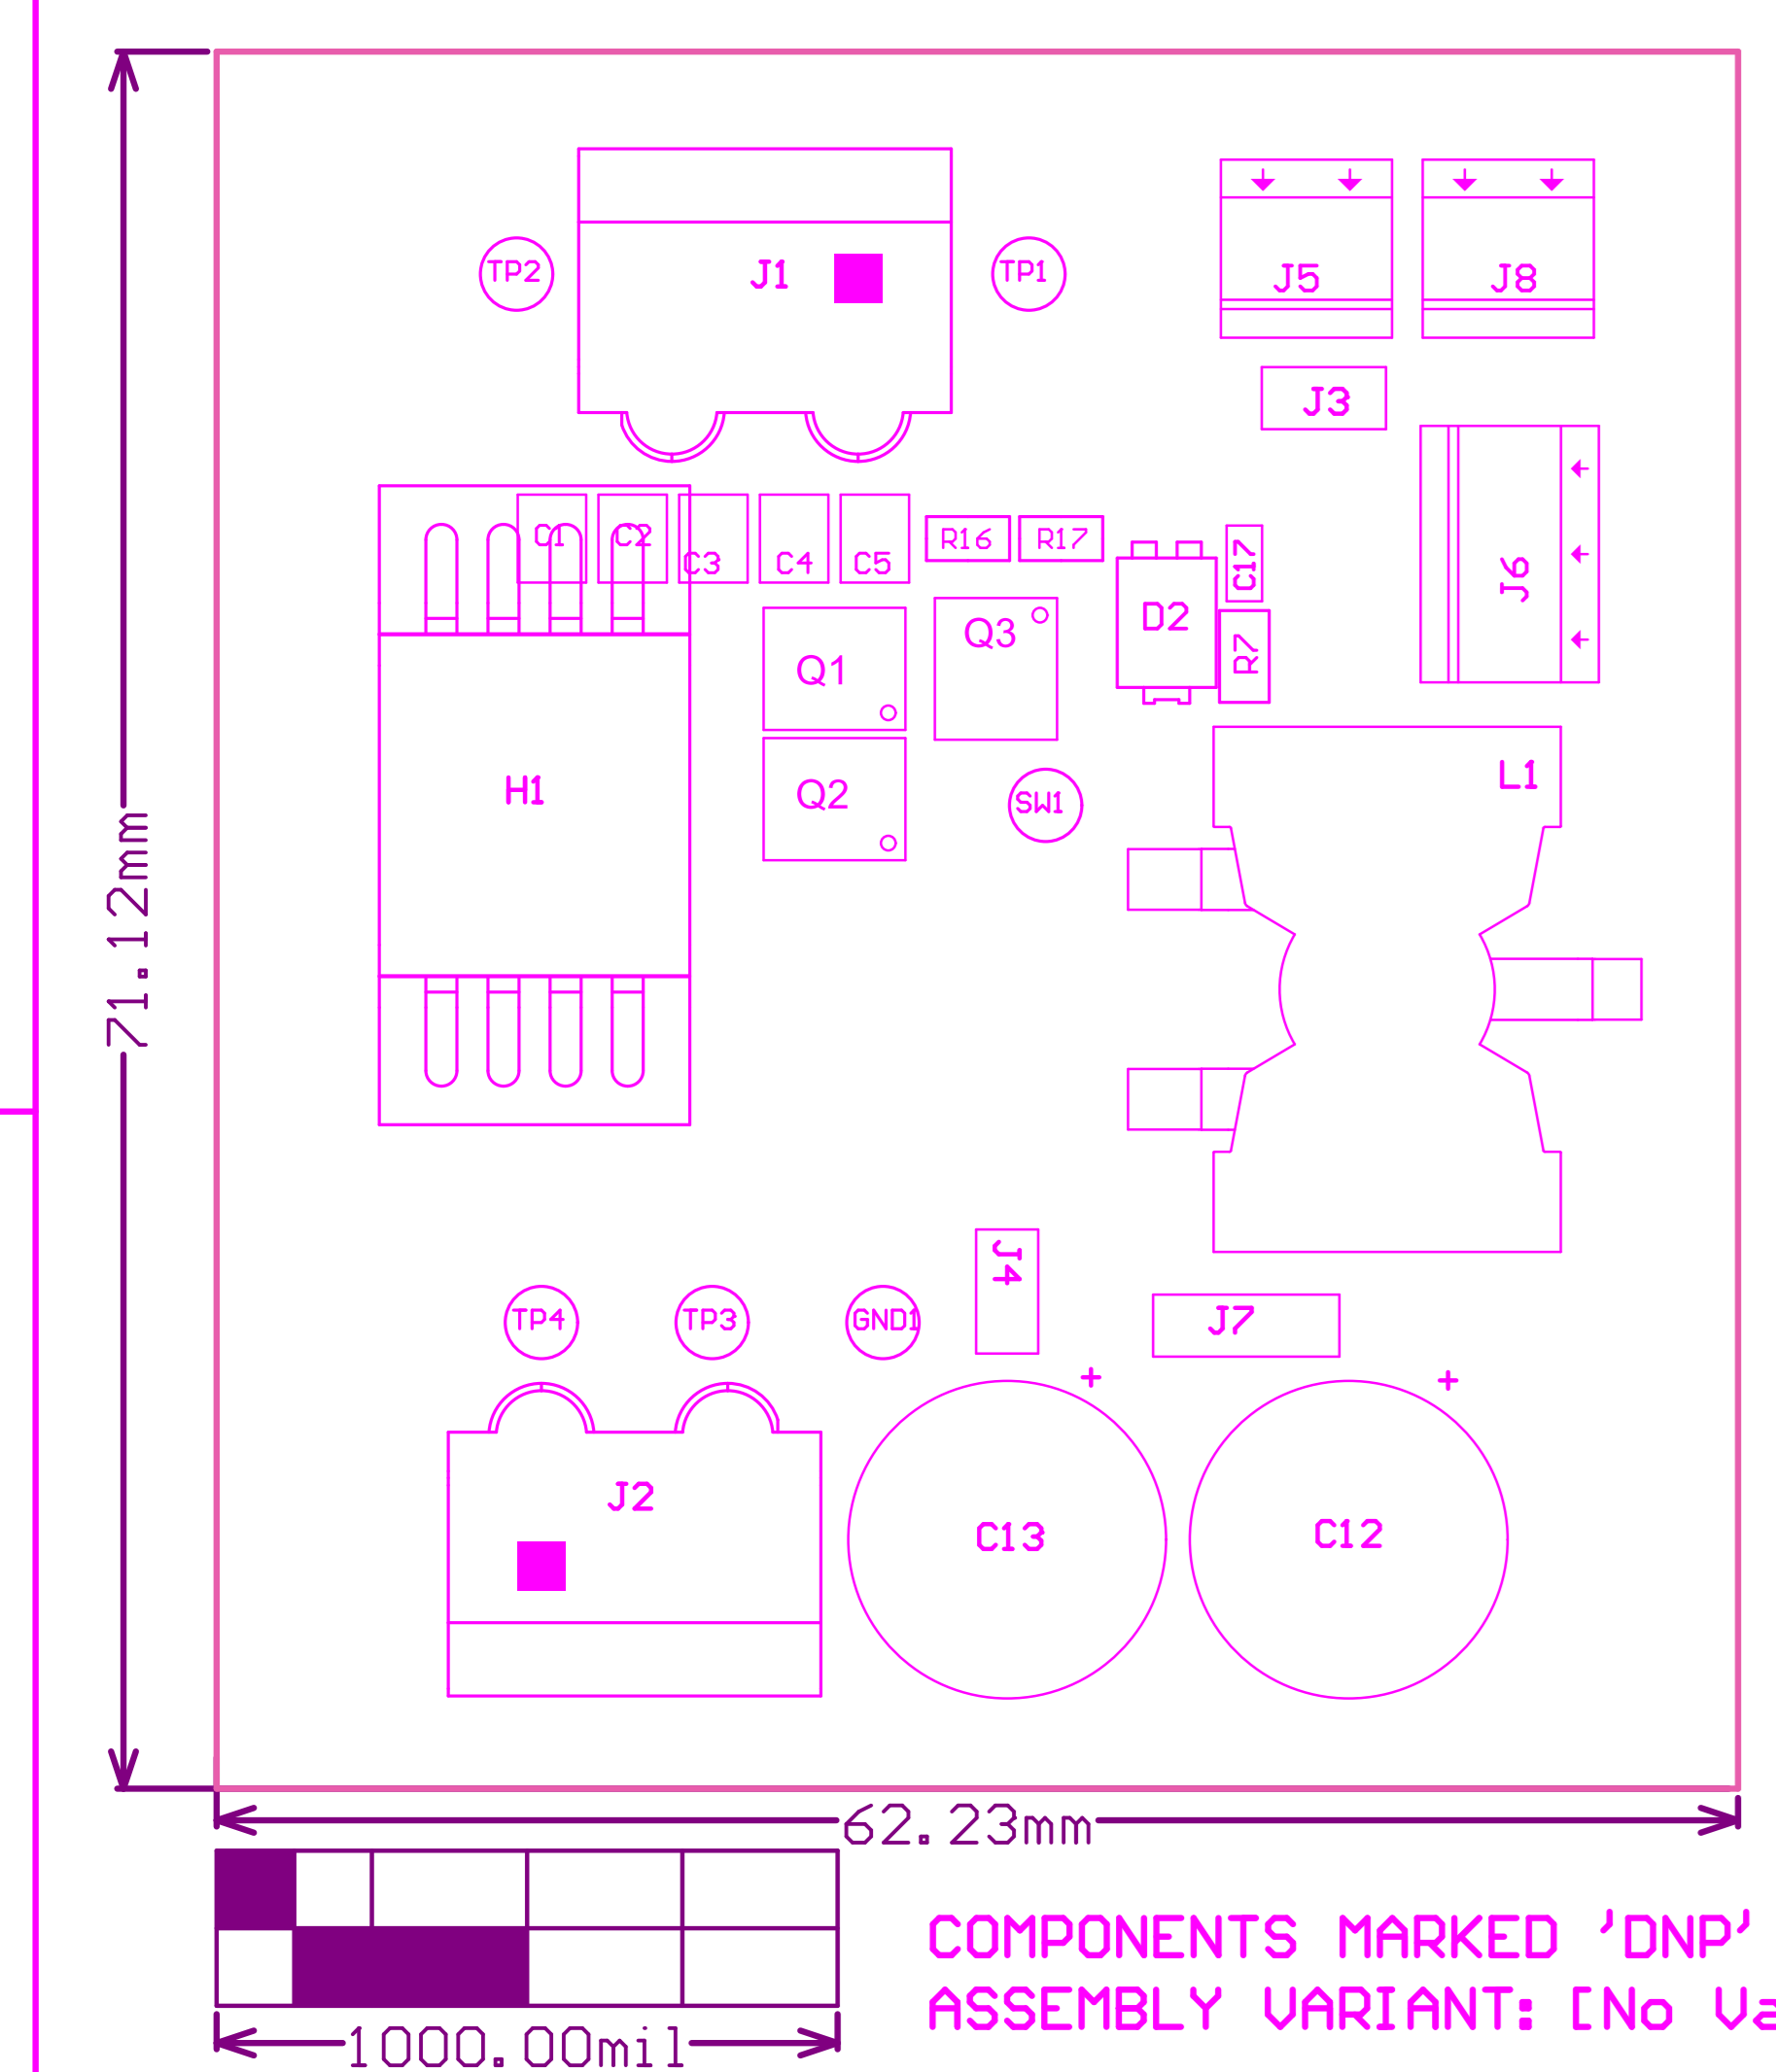 J1
TP2
TP1
J5
J8
J3
C1
C2
C3
C4
C5
R16
R17
C17
J6
D2
R7
Q1
Q3
H1
Q2
SW1
L1
71.12mm
J4
TP4
TP3
GND1
J7
+
+
J2
C13
C12
62.23mm
COMPONENTS MARKED 'DNP'
ASSEMBLY VARIANT: [No
1000.00mil